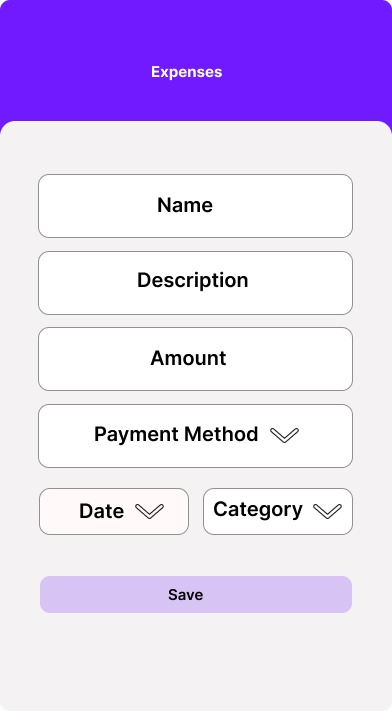 Expenses
Name
Description
Amount
Payment Method
Date
Category
Save